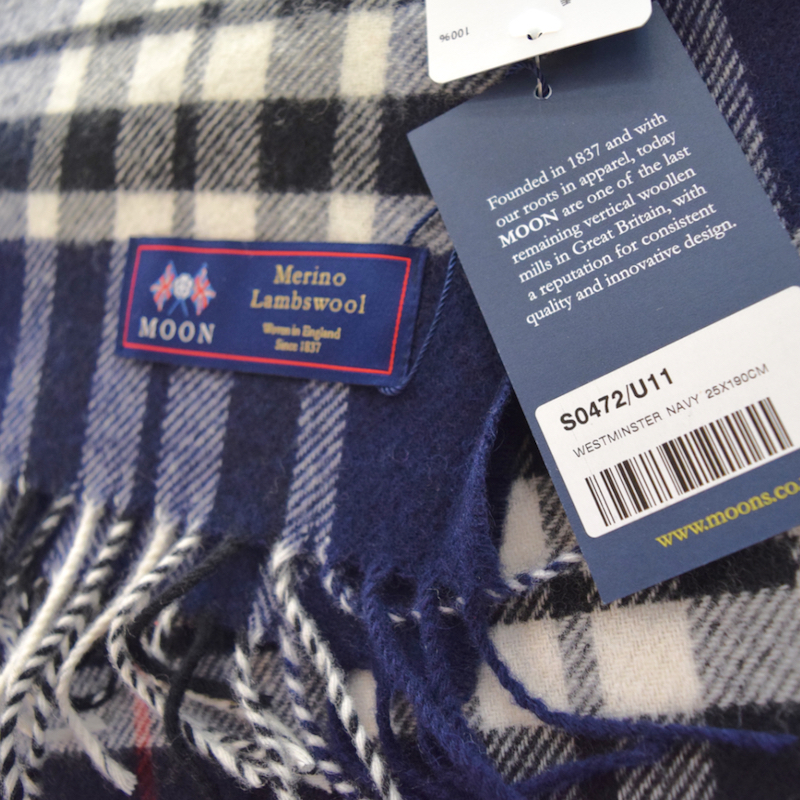 10096
Founded in 1837 and with
our roots in apparel, today
MOON are one of the last
remaining vertical woollen
mills in Great Britain, with
a reputation for consistent
quality and innovative design.
Merino
Lambswool
MOON
Woven in England
Since 1837
S0472/U11
WESTMINSTER NAVY 25X190CM
www.moons.co.